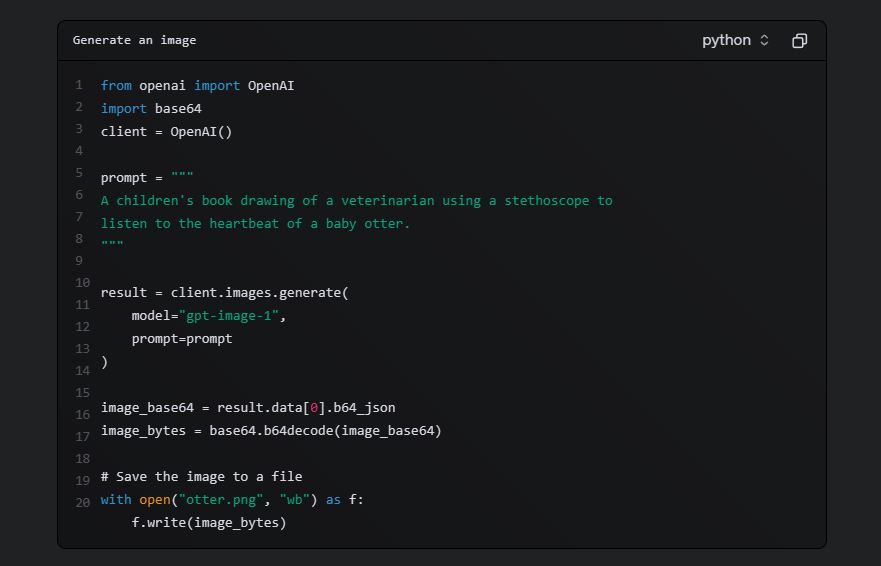 Generate an image
python
1 from openai import OpenAI
2 import base64
3 client = OpenAI()
4
5 prompt = """
6 A children's book drawing of a veterinarian using a stethoscope to
7 listen to the heartbeat of a baby otter.
8 """
9
10 result = client.images.generate(
11     model="gpt-image-1",
12     prompt=prompt
13 )
14
15 image_base64 = result.data[0].b64_json
16 image_bytes = base64.b64decode(image_base64)
17
18 # Save the image to a file
19 with open("otter.png", "wb") as f:
20     f.write(image_bytes)